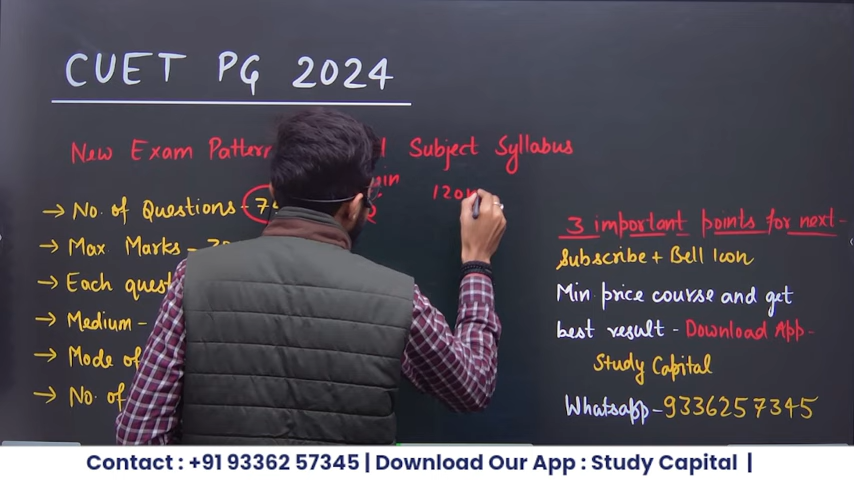 CUET PG 2024
New Exam Pattern Subject Syllabus
→ No. of Questions - 120
→ Max Marks -
→ Each
→ Medium -
→ Mode of
→ No. of
3 important points for next -
Subscribe + Bell Icon
Min price course and get
best result - Download App -
Study Capital
Whatsapp - 9336257345
Contact : +91 93362 57345 | Download Our App : Study Capital |